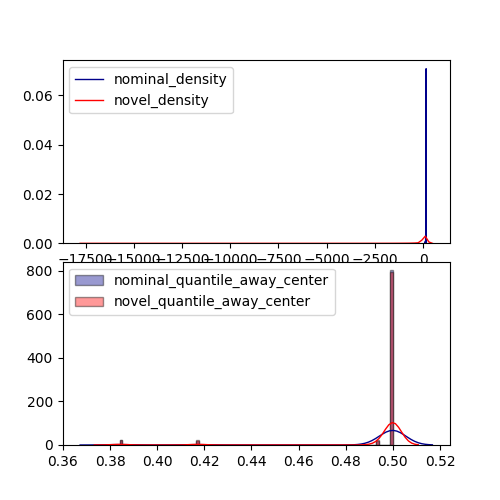 nominal_density
novel_density
0.06
0.04
0.02
0.00
−17500−15000−12500−10000 −7500 −5000 −2500 0
nominal_quantile_away_center
novel_quantile_away_center
800
600
400
200
0
0.36 0.38 0.40 0.42 0.44 0.46 0.48 0.50 0.52